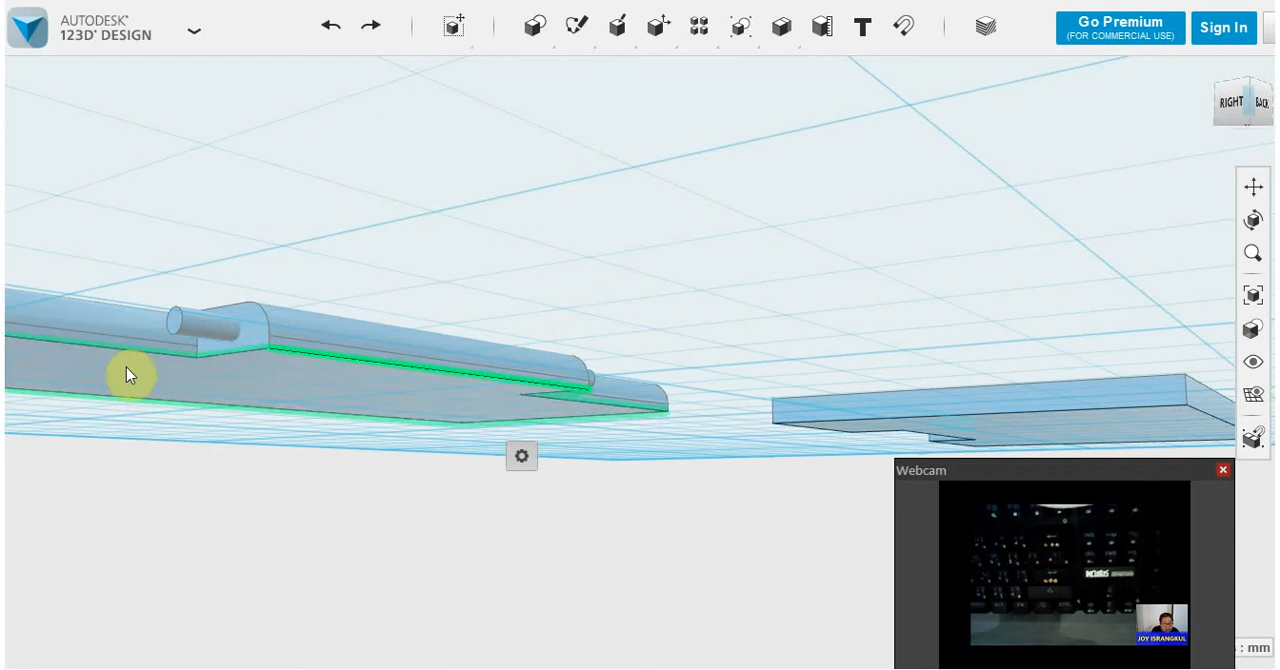 AUTODESK®
123D® DESIGN
Go Premium
(FOR COMMERCIAL USE)
Sign In
RIGHT
BACK
T
Webcam
JOY ISRANGKUL
: mm